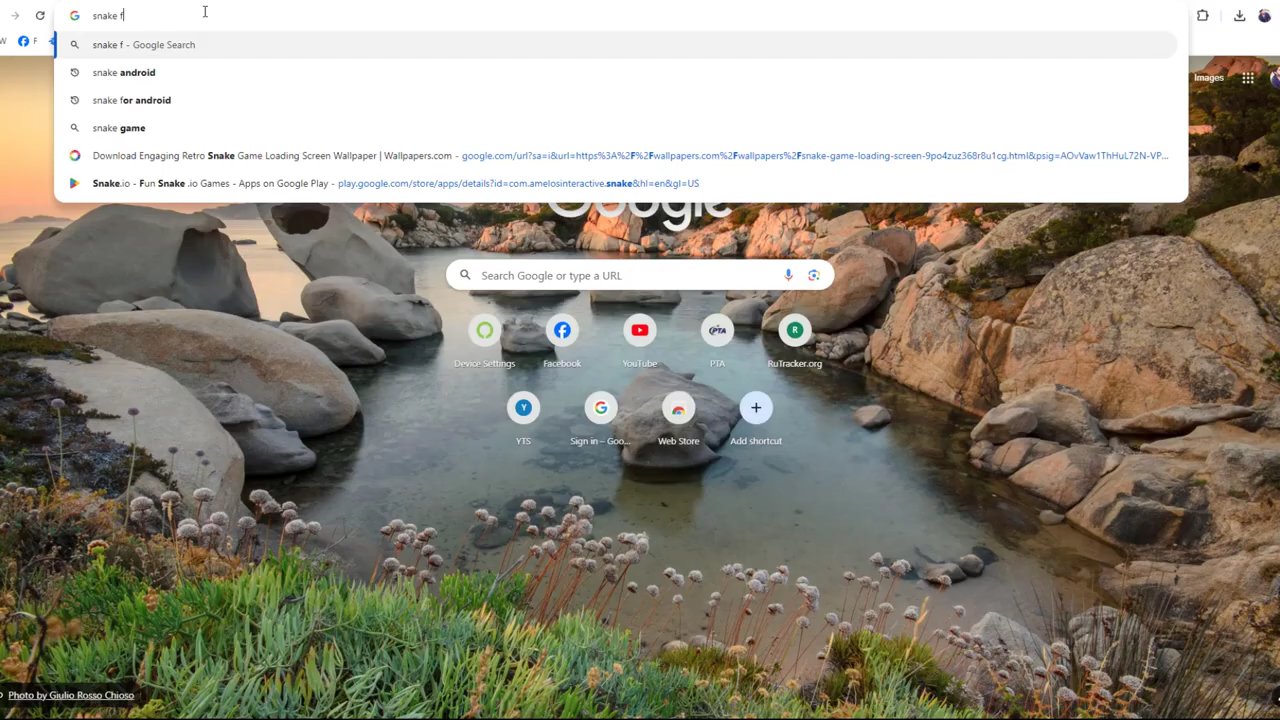 snake f
W
F
snake f - Google Search
snake android
snake for android
snake game
Download Engaging Retro Snake Game Loading Screen Wallpaper | Wallpapers.com - google.com/url?sa=i&url=https%3A%2F%2Fwallpapers.com%2Fwallpapers%2Fsnake-game-loading-screen-9po4zuz368r8u1cg.html&psig=AOvVaw1ThHuL72N-VP...
Snake.io - Fun Snake .io Games - Apps on Google Play - play.google.com/store/apps/details?id=com.amelosinteractive.snake&hl=en&gl=US
Images
Google
Search Google or type a URL
PTA
R
Device Settings
Facebook
YouTube
PTA
RuTracker.org
Y
YTS
Sign in – Goo...
Web Store
Add shortcut
Photo by Giulio Rosso Chioso